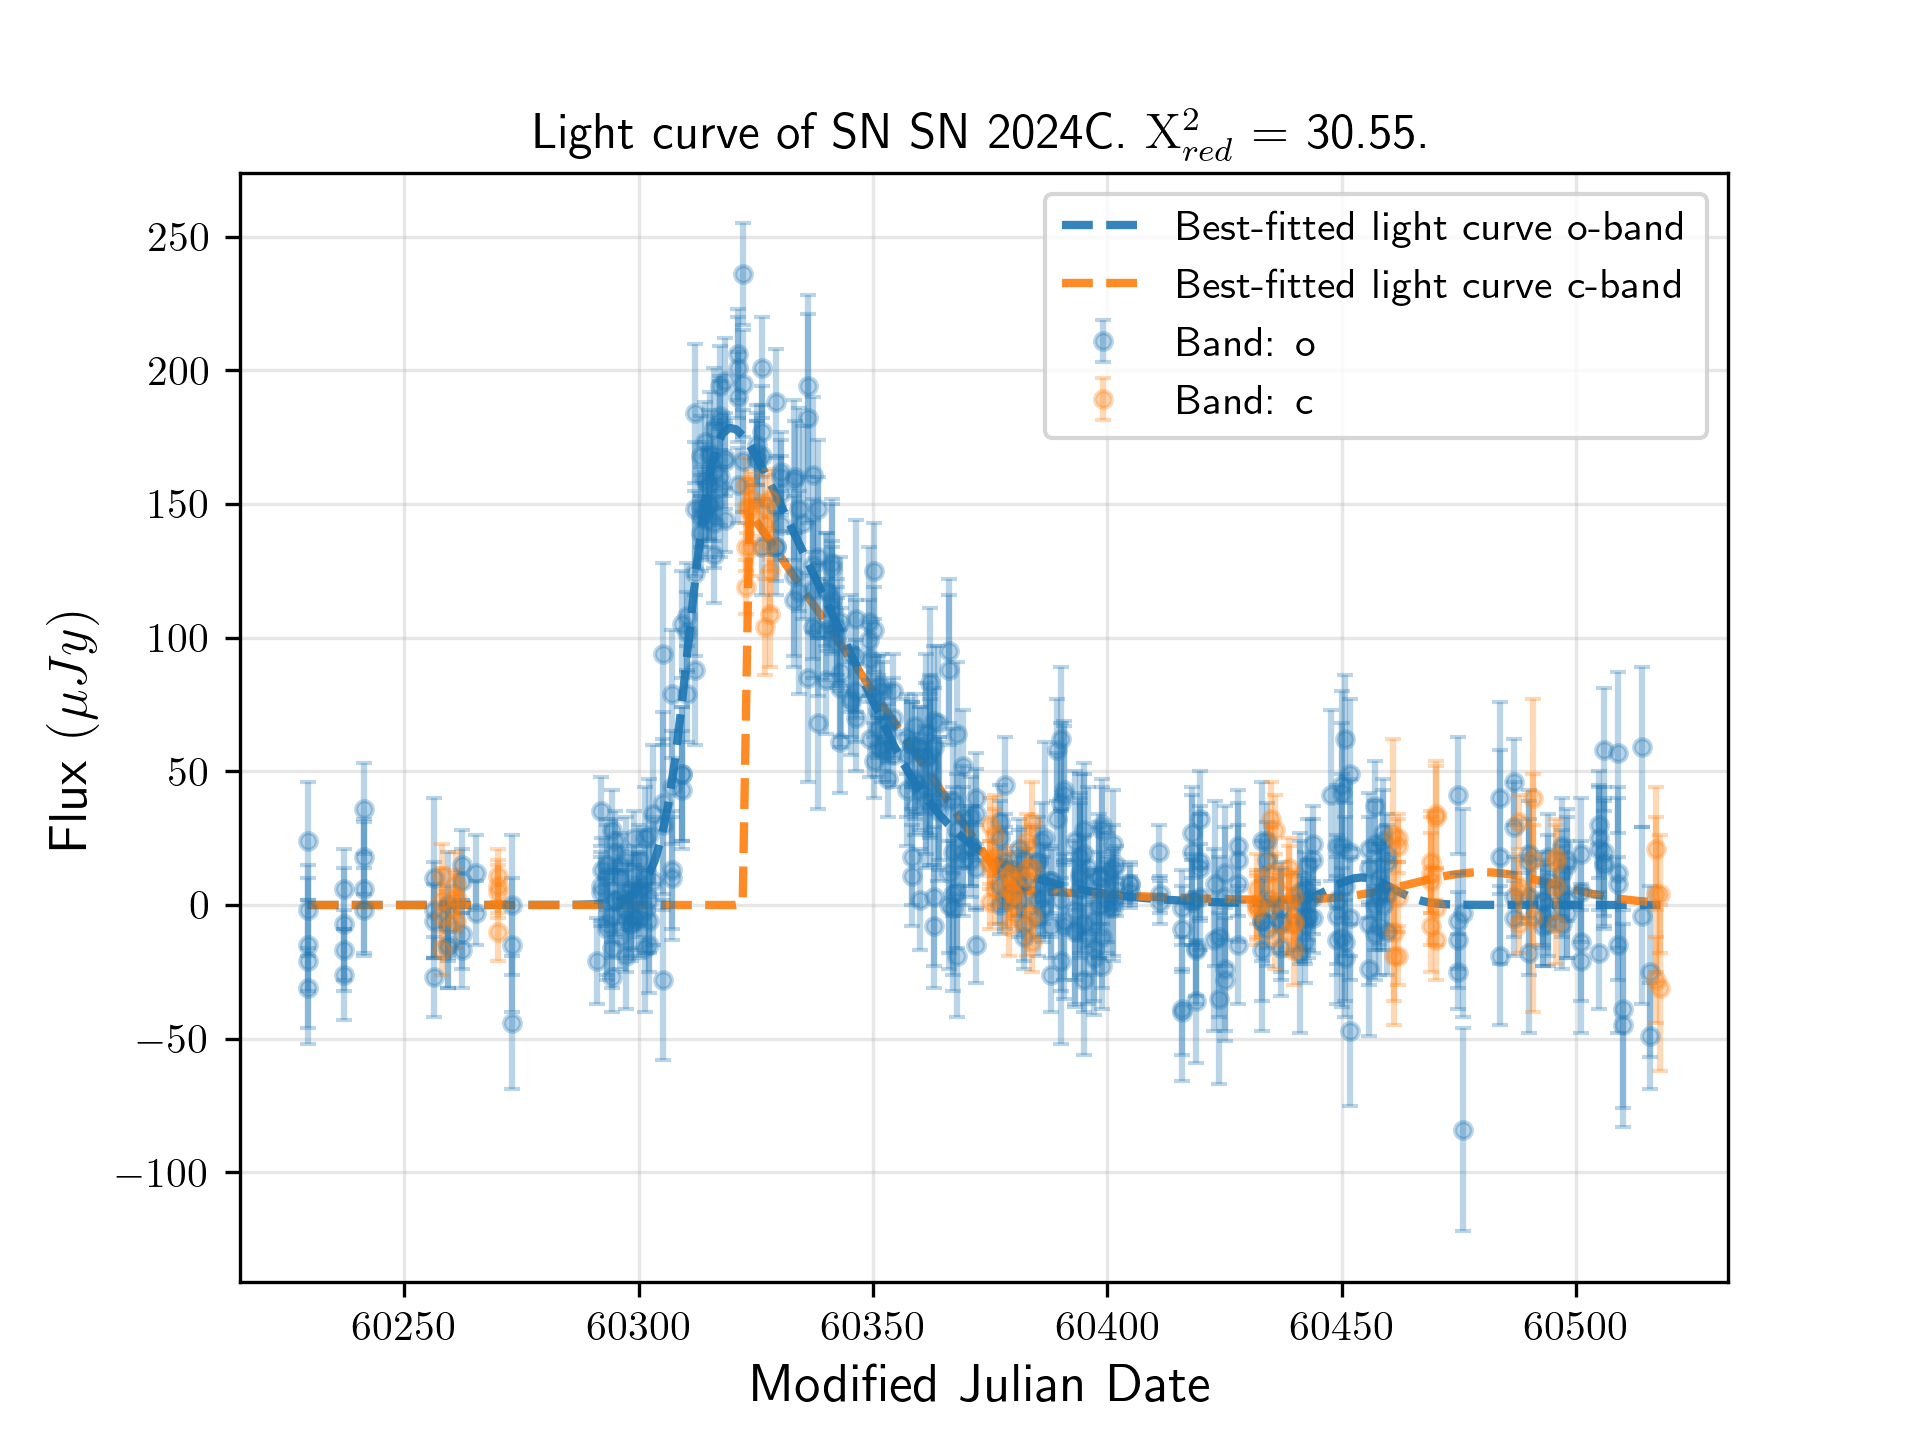 Light curve of SN SN 2024C. X²_red = 30.55.
Best-fitted light curve o-band
Best-fitted light curve c-band
Band: o
Band: c
250
200
150
100
50
0
−50
−100
Flux (μJy)
60250 60300 60350 60400 60450 60500
Modified Julian Date